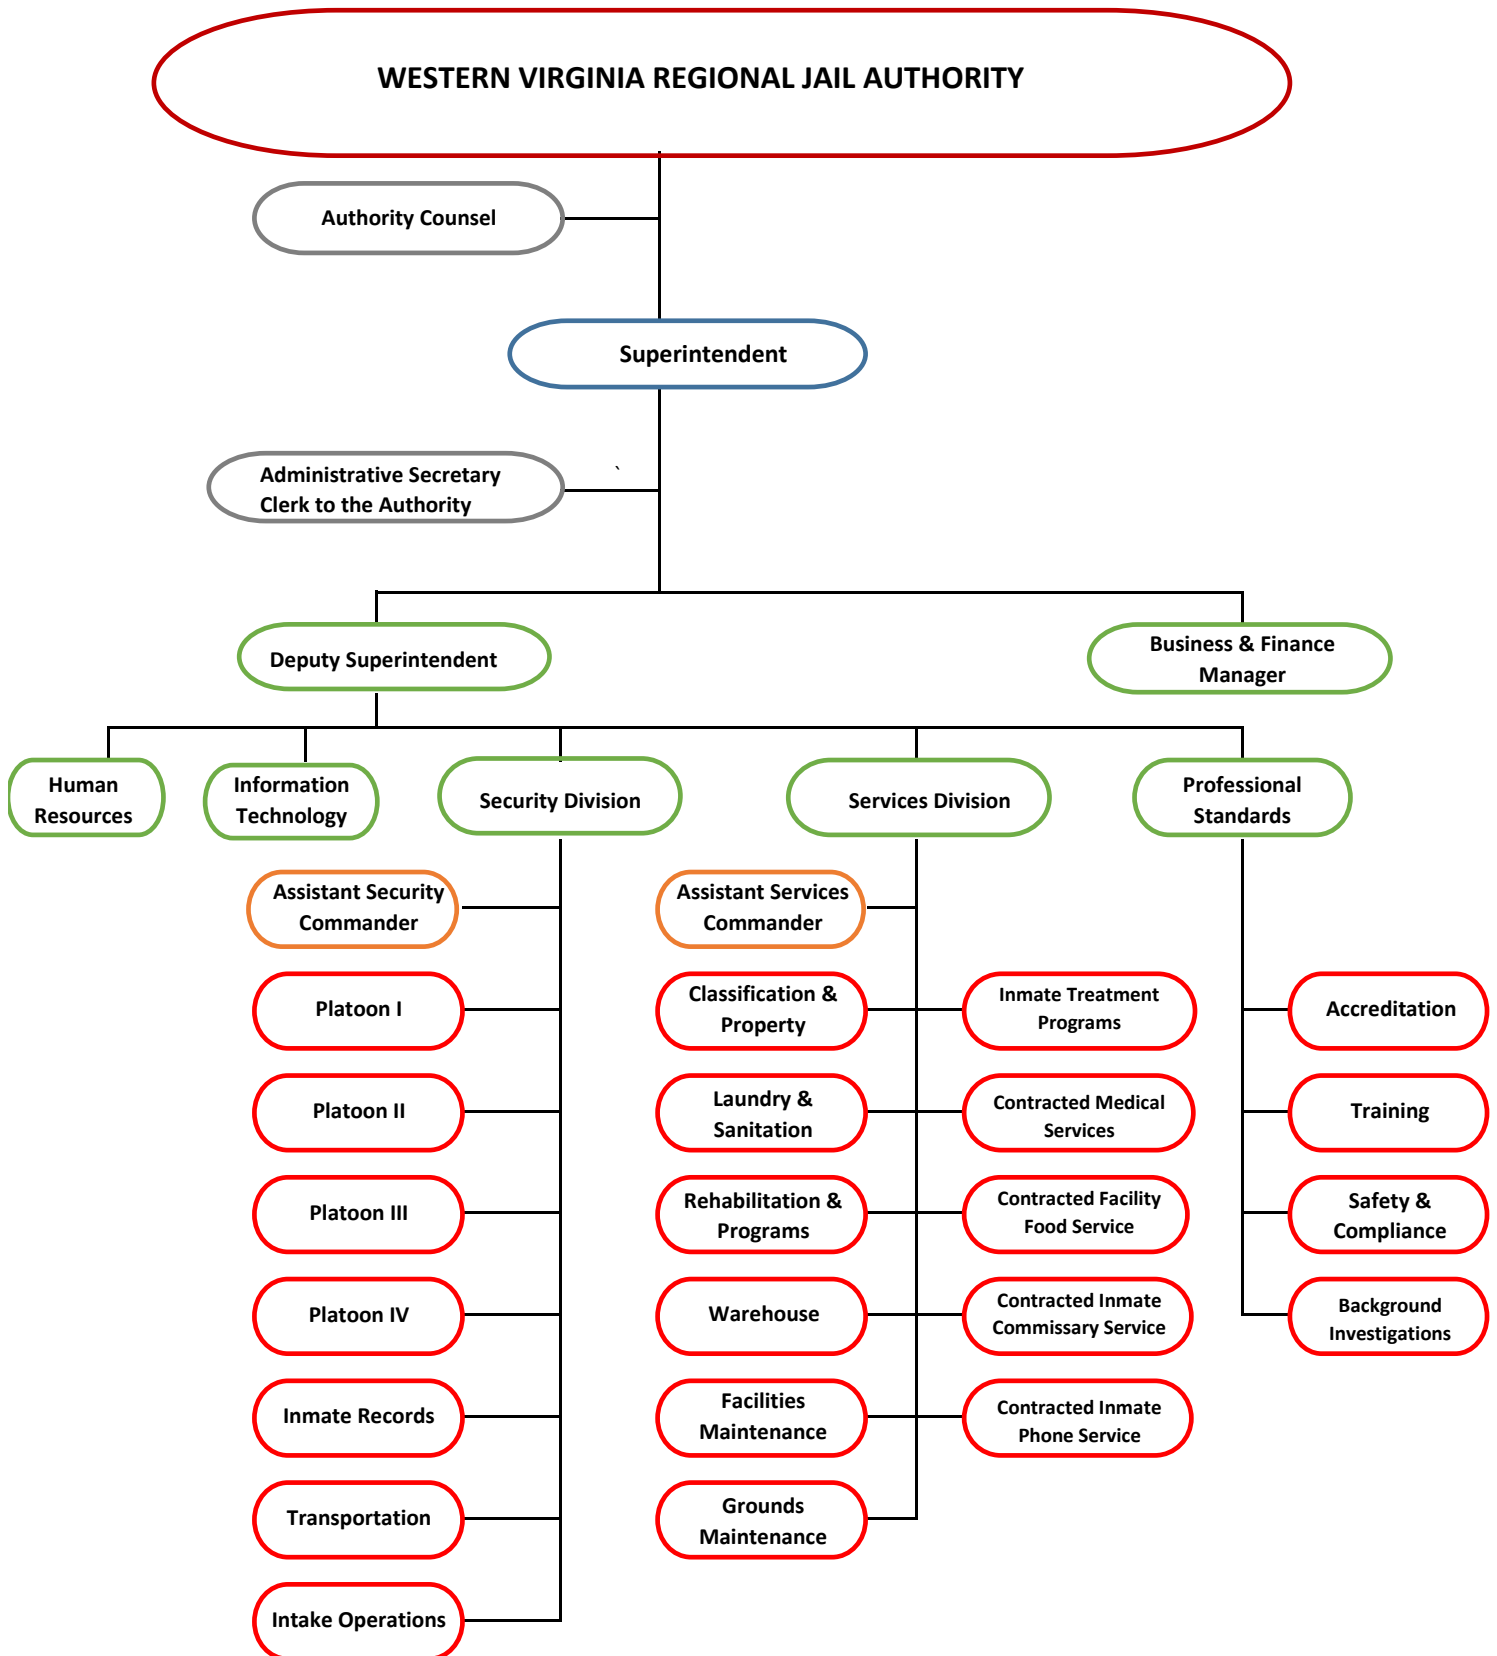 WESTERN VIRGINIA REGIONAL JAIL AUTHORITY
Authority Counsel
Superintendent
Administrative Secretary
Clerk to the Authority
`
Deputy Superintendent
Business & Finance
Manager
Human
Resources
Information
Technology
Security Division
Services Division
Professional
Standards
Assistant Security
Commander
Platoon I
Platoon II
Platoon III
Platoon IV
Inmate Records
Transportation
Intake Operations
Assistant Services
Commander
Classification &
Property
Laundry &
Sanitation
Rehabilitation &
Programs
Warehouse
Facilities
Maintenance
Grounds
Maintenance
Inmate Treatment
Programs
Contracted Medical
Services
Contracted Facility
Food Service
Contracted Inmate
Commissary Service
Contracted Inmate
Phone Service
Accreditation
Training
Safety &
Compliance
Background
Investigations